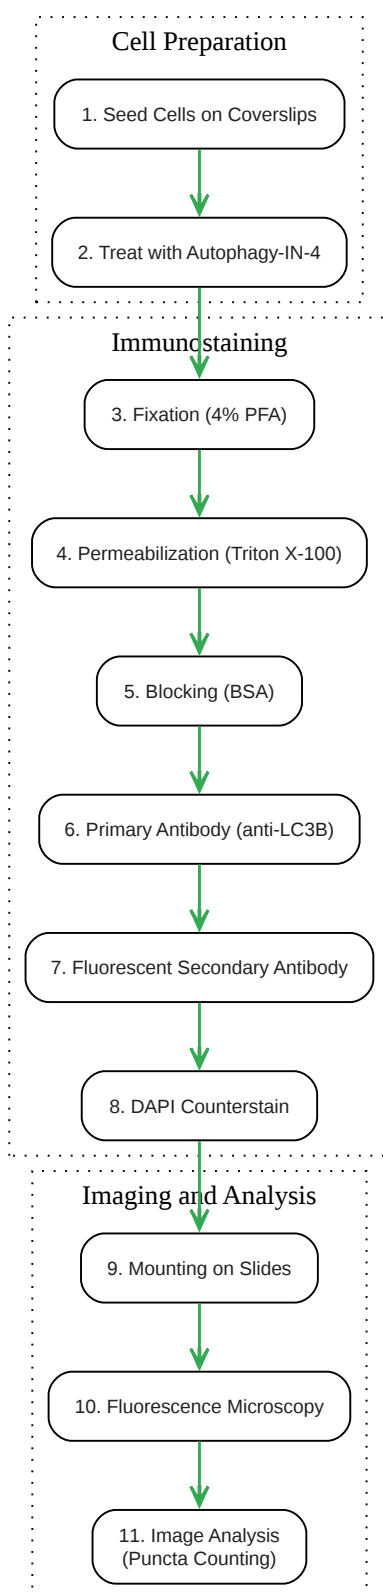 Cell Preparation
1. Seed Cells on Coverslips
2. Treat with Autophagy-IN-4
Immunostaining
3. Fixation (4% PFA)
4. Permeabilization (Triton X-100)
5. Blocking (BSA)
6. Primary Antibody (anti-LC3B)
7. Fluorescent Secondary Antibody
8. DAPI Counterstain
Imaging and Analysis
9. Mounting on Slides
10. Fluorescence Microscopy
11. Image Analysis
(Puncta Counting)